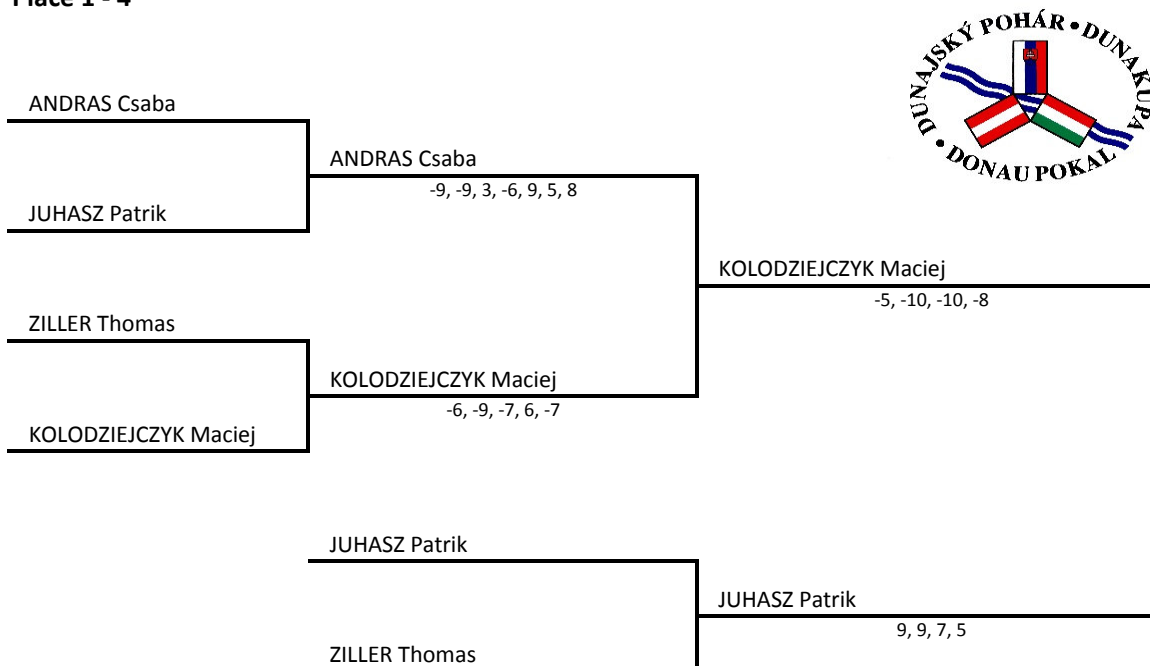 Place 1 - 4
DUNAJSKÝ POHÁR • DUNA KUPA • DONAU POKAL
ANDRAS Csaba
ANDRAS Csaba
-9, -9, 3, -6, 9, 5, 8
JUHASZ Patrik
KOLODZIEJCZYK Maciej
-5, -10, -10, -8
ZILLER Thomas
KOLODZIEJCZYK Maciej
-6, -9, -7, 6, -7
KOLODZIEJCZYK Maciej
JUHASZ Patrik
JUHASZ Patrik
9, 9, 7, 5
ZILLER Thomas